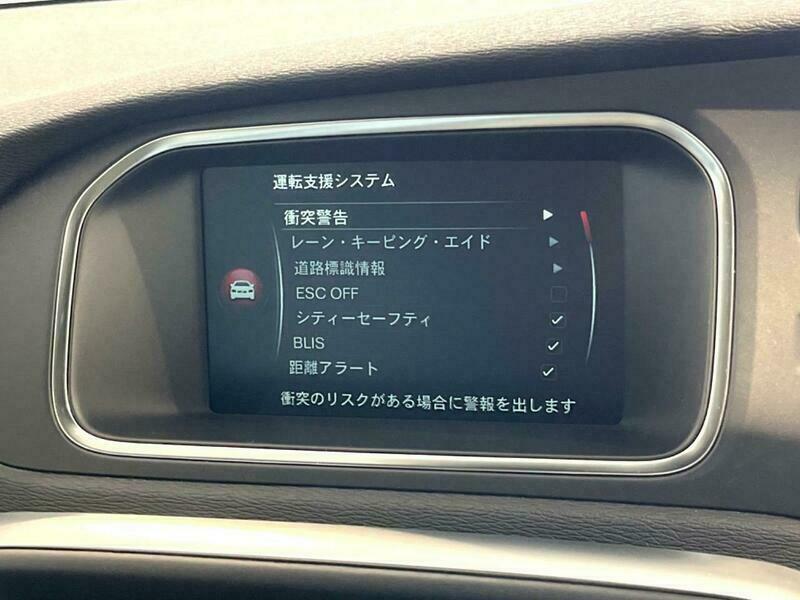 運転支援システム
衝突警告
レーン・キーピング・エイド
道路標識情報
ESC OFF
シティーセーフティ
BLIS
距離アラート
衝突のリスクがある場合に警報を出します